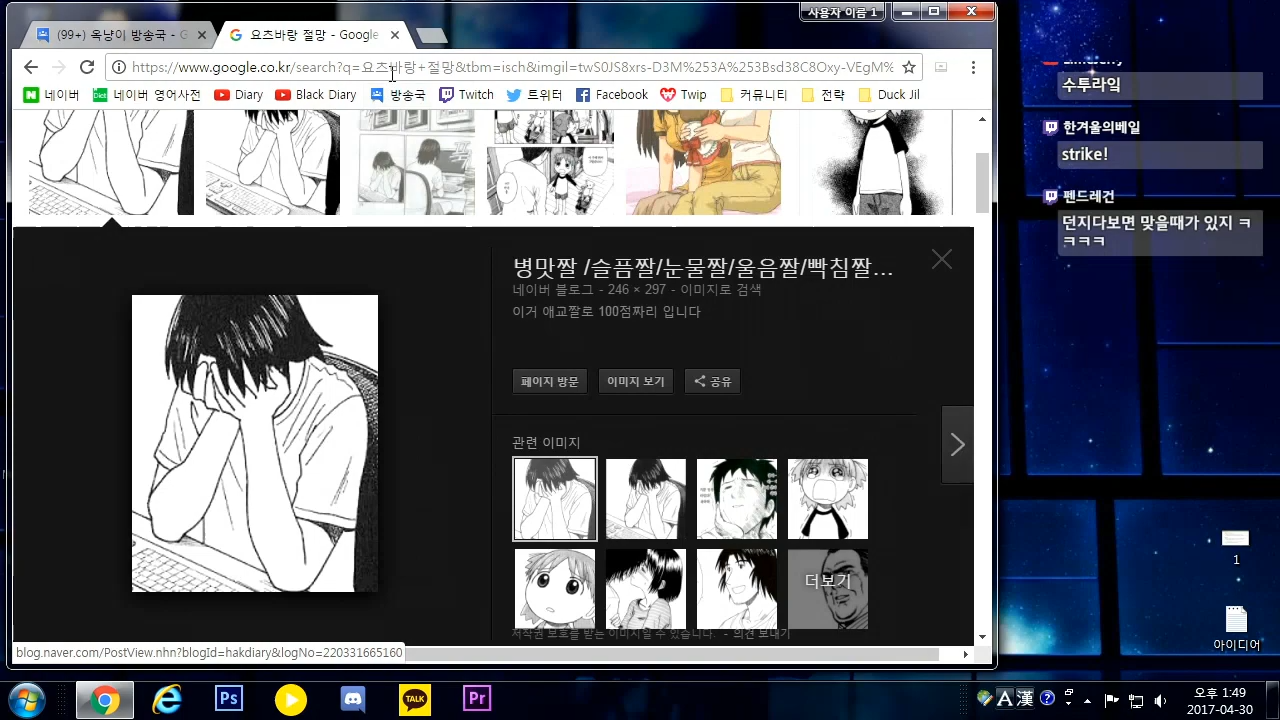 사용자 이름 1
(99+) 옥냥이 방송국 - G
요츠바랑 절망 - Google
https://www.google.co.kr/search?q=요츠바랑+절망&tbm=isch&imgil=twS0JS8xrs-D3M%253A%253Bsd38C8Cw-VEgM%
네이버
네이버 영어사전
Diary
Black Diary
방송국
Twitch
트위터
Facebook
Twip
커뮤니티
전략
Duck Ji
병맛짤 /슬픔짤/눈물짤/울음짤/빡침짤...
네이버 블로그 - 246 × 297 - 이미지로 검색
이거 애교짤로 100점짜리 입니다
페이지 방문
이미지 보기
공유
관련 이미지
더보기
저작권 보호를 받는 이미지일 수 있습니다. - 의견 보내기
blog.naver.com/PostView.nhn?blogId=hakdiary&logNo=220331665160
수투라잌
한겨울의베일
strike!
펜드레건
던지다보면 맞을때가 있지 ㅋ
ㅋㅋㅋ
1
아이디어
Ps
TALK
Pr
A
漢
오후 1:49
2017-04-30